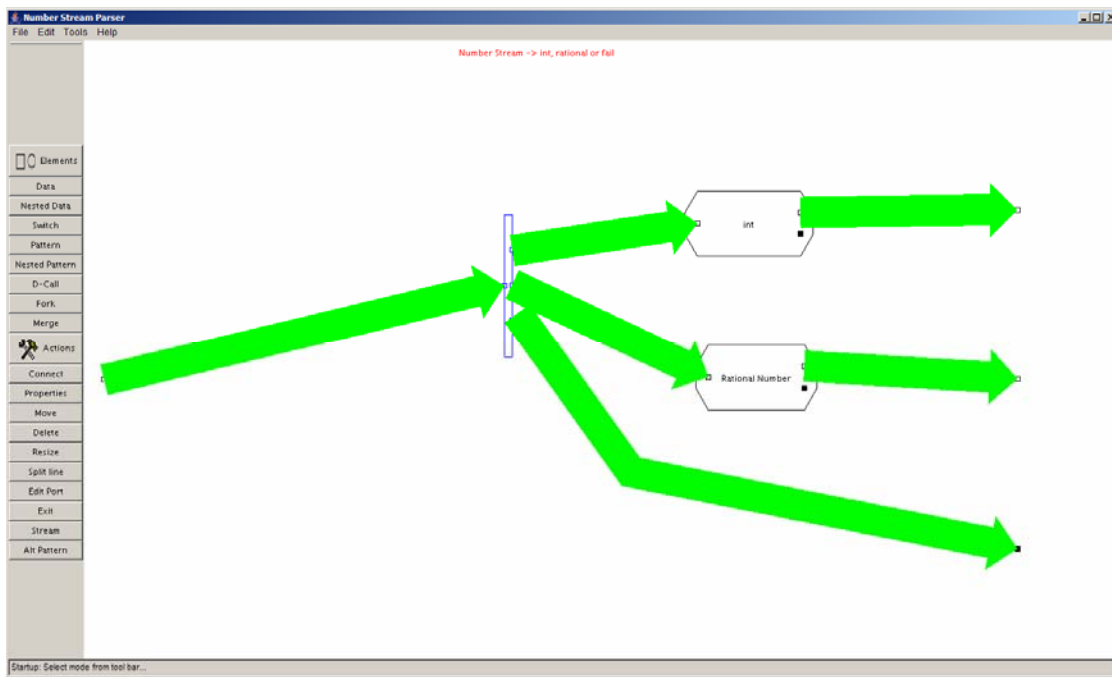 Number Stream Parser
File Edit Tools Help
Number Stream -> int, rational or fail
Elements
Data
Nested Data
Switch
Pattern
Nested Pattern
D-Call
Fork
Merge
Actions
Connect
Properties
Move
Delete
Resize
Split line
Edit Port
Exit
Stream
Alt Pattern
int
Rational Number
Startup: Select mode from tool bar...